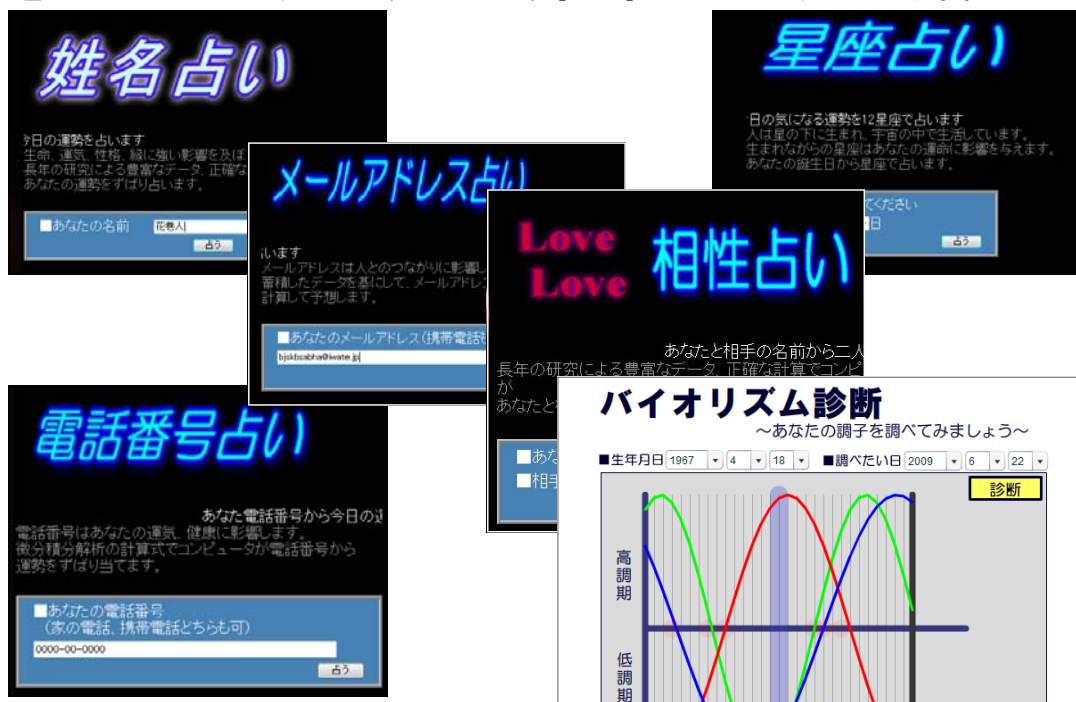 姓名占い
今日の運勢を占います
生命、運気、性格、縁に強い影響を及ぼ
長年の研究による豊富なデータ、正確な
あなたの運勢をずばり占います。
■あなたの名前
花巻人
占う
星座占い
日の気になる運勢を12星座で占います
人は星の下に生まれ、宇宙の中で生活しています。
生まれながらの星座はあなたの運命に影響を与えます。
あなたの誕生日から星座で占います。
てください
日
占う
メールアドレス占い
います
メールアドレスは人とのつながりに影響し
蓄積したデータを基にして、メールアドレス
計算して予想します。
■あなたのメールアドレス(携帯電話も
bjskbsabha@iwate.jp
Love
Love
相性占い
あなたと相手の名前から二人
長年の研究による豊富なデータ、正確な計算でコンピ
が
あなたと
■あな
■相手
電話番号占い
あなた電話番号から今日の運
電話番号はあなたの運気、健康に影響します。
微分積分解析の計算式でコンピュータが電話番号から
運勢をずばり当てます。
■あなたの電話番号
(家の電話、携帯電話どちらも可)
0000-00-0000
占う
バイオリズム診断
～あなたの調子を調べてみましょう～
■生年月日 1967 4 18 ■調べたい日 2009 6 22
診断
高調期
低調期